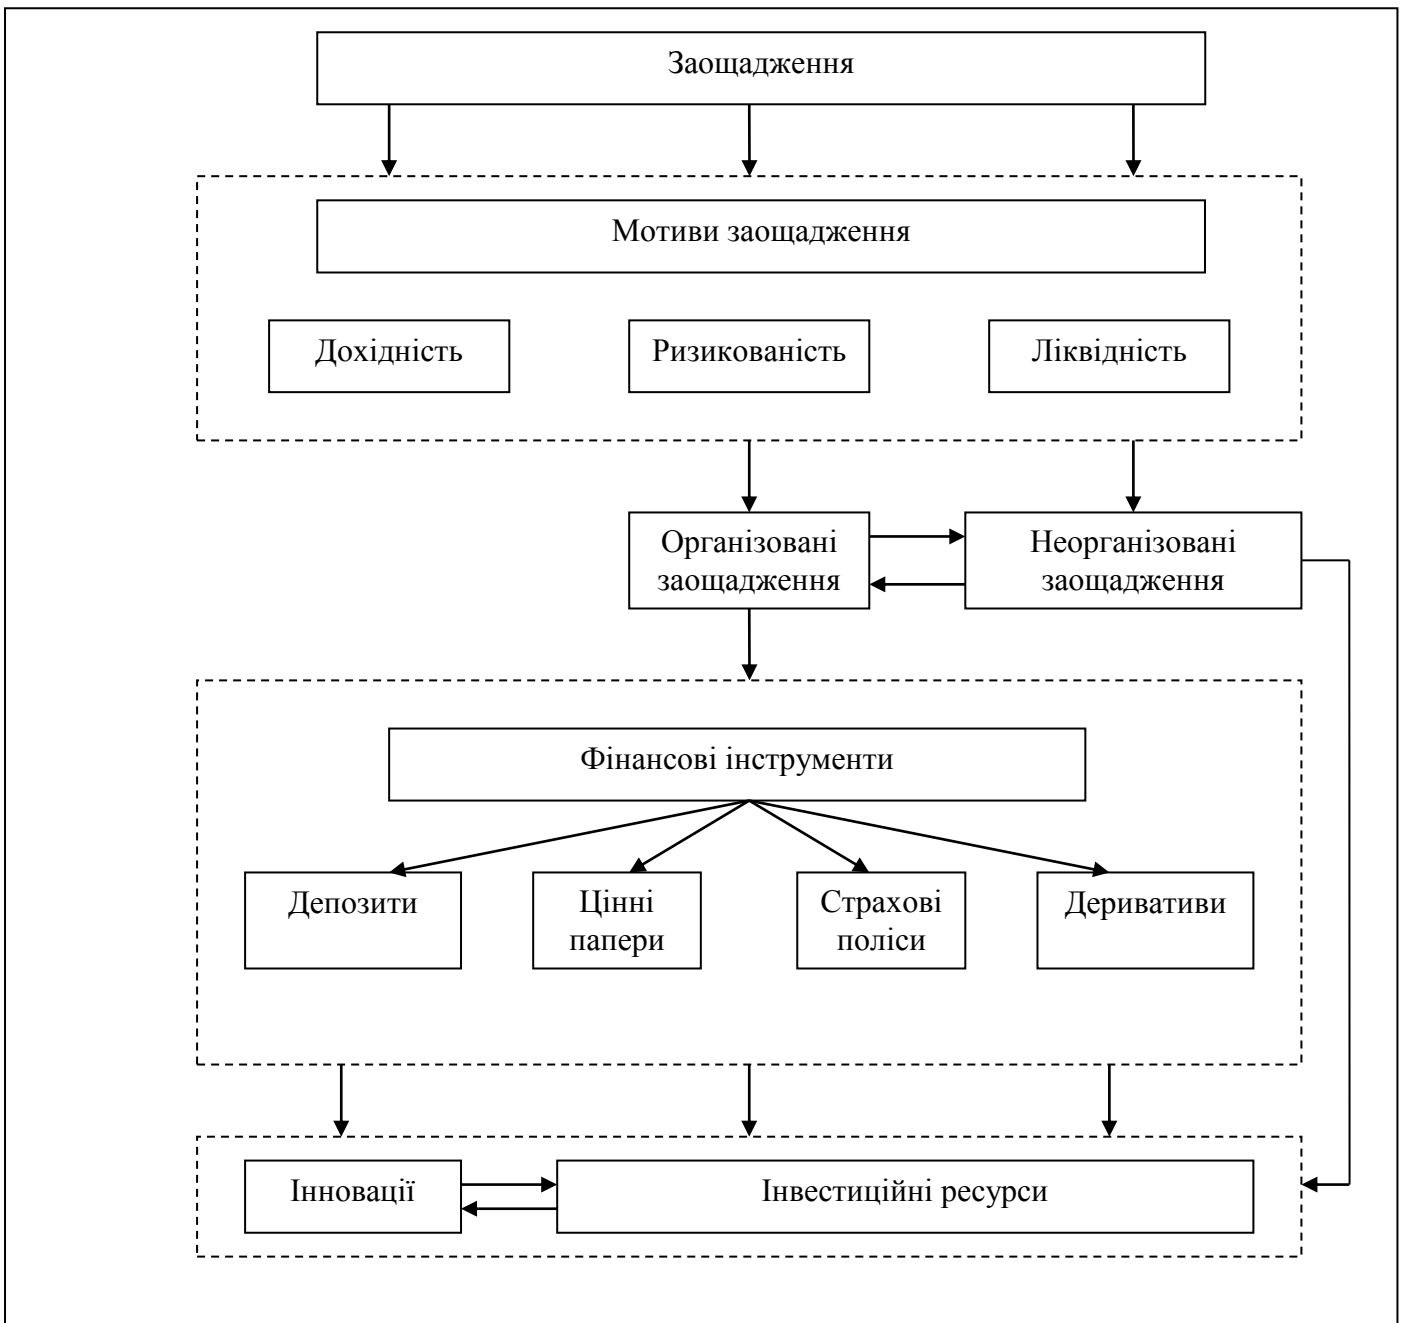 Заощадження
Мотиви заощадження
Дохідність
Ризикованість
Ліквідність
Організовані
заощадження
Неорганізовані
заощадження
Фінансові інструменти
Депозити
Цінні
папери
Страхові
поліси
Деривативи
Інновації
Інвестиційні ресурси